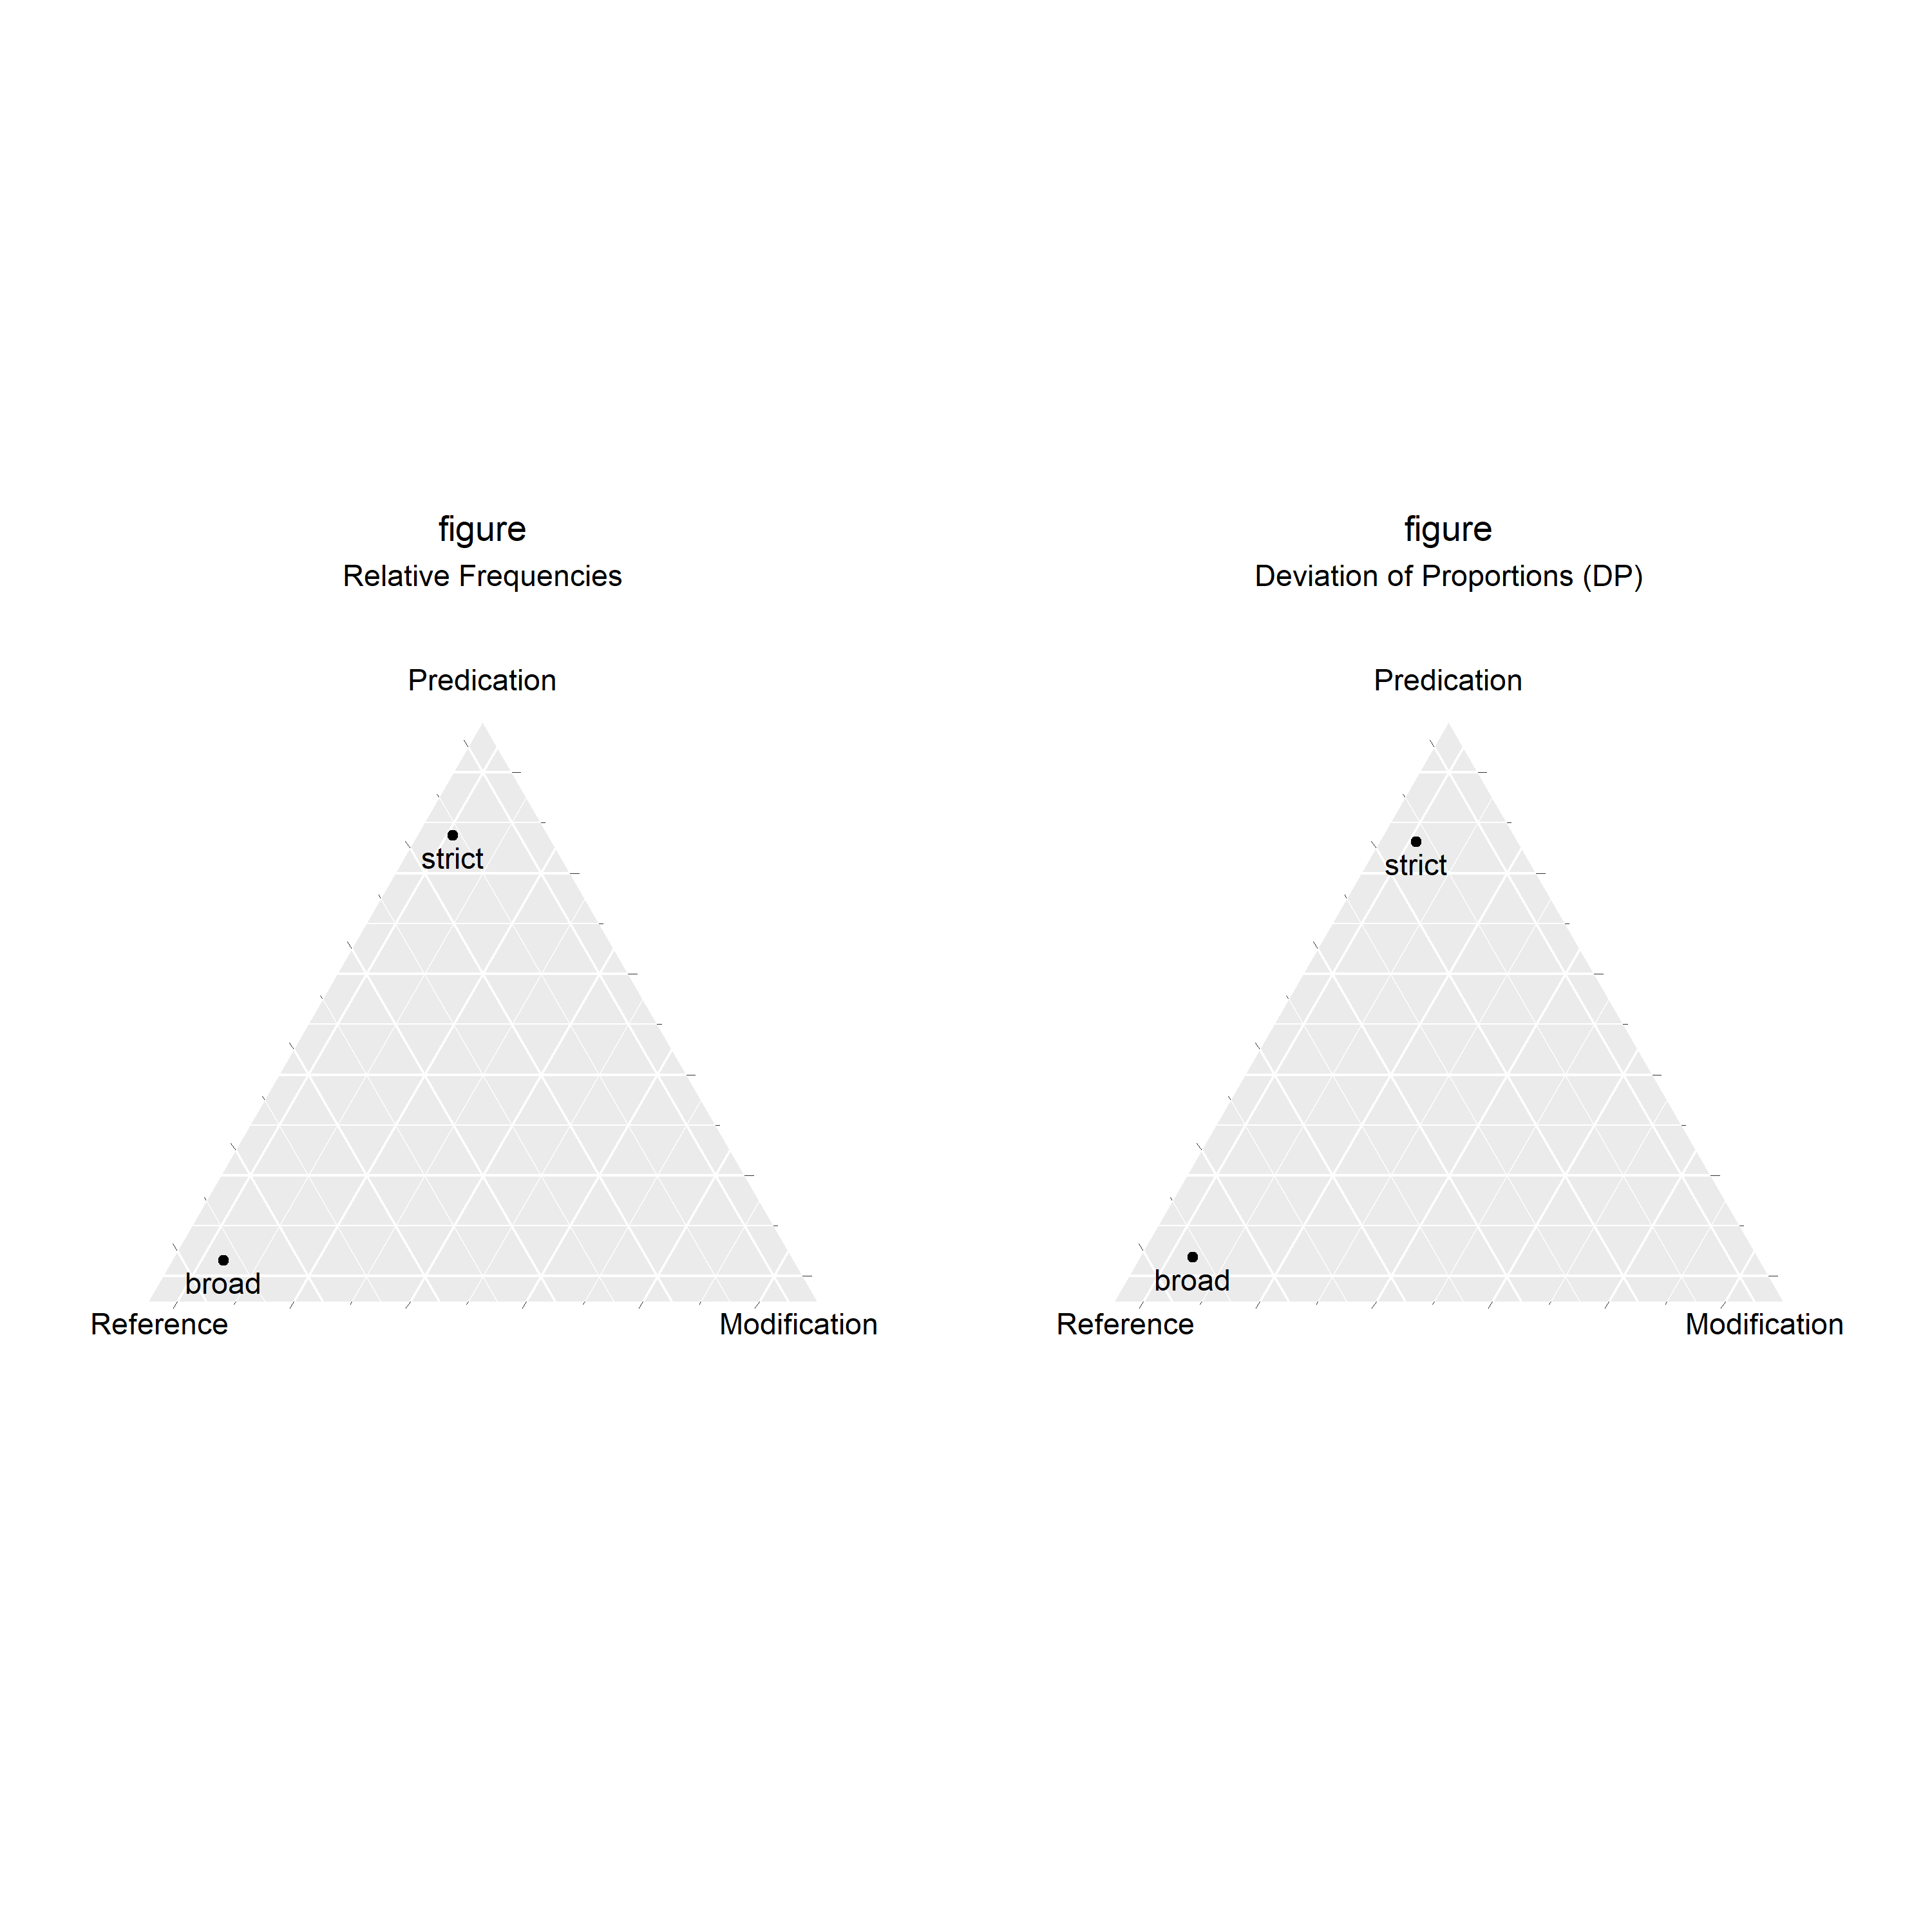 figure
Relative Frequencies
Predication
strict
broad
Reference
Modification
figure
Deviation of Proportions (DP)
Predication
strict
broad
Reference
Modification